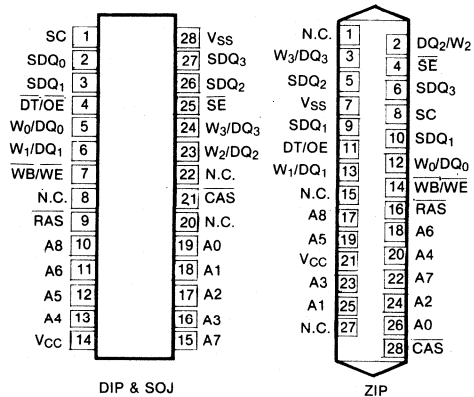 SC 1 28 VSS
SDQ0 2 27 SDQ3
SDQ1 3 26 SDQ2
DT/OE 4 25 SE
W0/DQ0 5 24 W3/DQ3
W1/DQ1 6 23 W2/DQ2
WB/WE 7 22 N.C.
N.C. 8 21 CAS
RAS 9 20 N.C.
A8 10 19 A0
A6 11 18 A1
A5 12 17 A2
A4 13 16 A3
VCC 14 15 A7
DIP & SOJ
N.C. 1
2 DQ2/W2
W3/DQ3 3
4 SE
SDQ2 5
6 SDQ3
VSS 7
8 SC
SDQ1 9
10 SDQ1
DT/OE 11
12 W0/DQ0
W1/DQ1 13
14 WB/WE
N.C. 15
16 RAS
A8 17
18 A6
A5 19
20 A4
VCC 21
22 A7
A3 23
24 A2
A1 25
26 A0
N.C. 27
28 CAS
ZIP